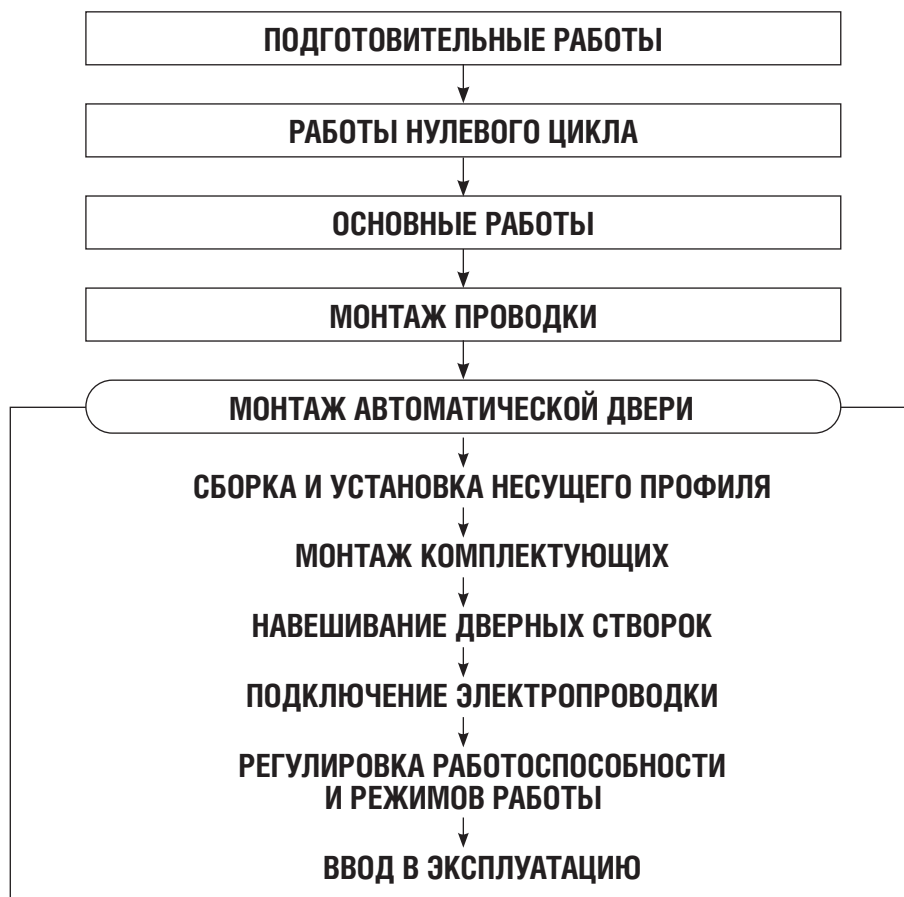 ПОДГОТОВИТЕЛЬНЫЕ РАБОТЫ
РАБОТЫ НУЛЕВОГО ЦИКЛА
ОСНОВНЫЕ РАБОТЫ
МОНТАЖ ПРОВОДКИ
МОНТАЖ АВТОМАТИЧЕСКОЙ ДВЕРИ
СБОРКА И УСТАНОВКА НЕСУЩЕГО ПРОФИЛЯ
МОНТАЖ КОМПЛЕКТУЮЩИХ
НАВЕШИВАНИЕ ДВЕРНЫХ СТВОРОК
ПОДКЛЮЧЕНИЕ ЭЛЕКТРОПРОВОДКИ
РЕГУЛИРОВКА РАБОТОСПОСОБНОСТИ
И РЕЖИМОВ РАБОТЫ
ВВОД В ЭКСПЛУАТАЦИЮ